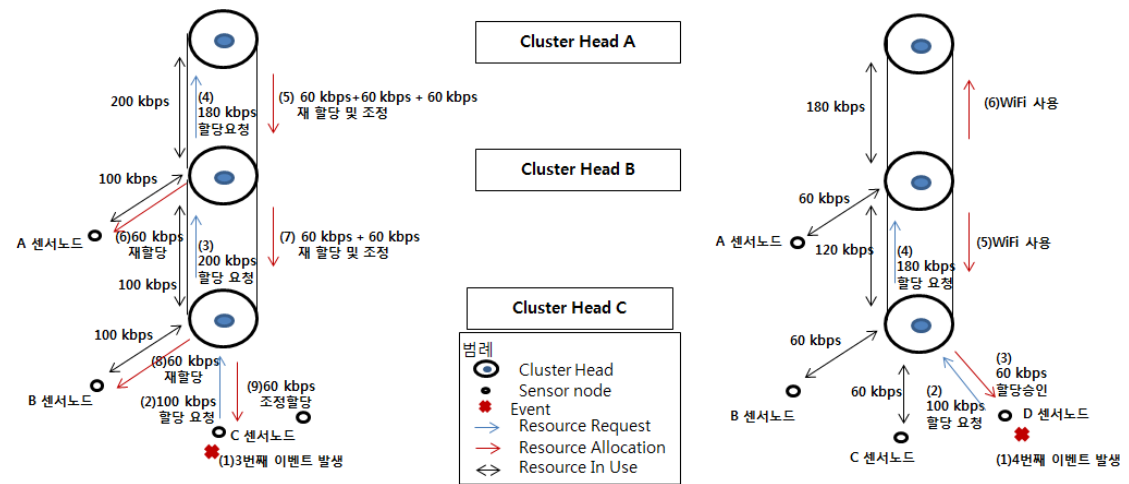 Cluster Head A
Cluster Head B
Cluster Head C
200 kbps
(4)
180 kbps
할당요청
(5) 60 kbps+60kbps + 60 kbps
재 할당 및 조정
100 kbps
A 센서노드
(6)60 kbps
재할당
(3)
200 kbps
할당 요청
(7) 60 kbps + 60 kbps
재 할당 및 조정
100 kbps
100 kbps
(8)60 kbps
재할당
B 센서노드
(2)100 kbps
할당 요청
(9)60 kbps
조정할당
C 센서노드
(1)3번째 이벤트 발생
범례
Cluster Head
Sensor node
Event
Resource Request
Resource Allocation
Resource In Use
180 kbps
(6)WiFi 사용
60 kbps
A 센서노드
120 kbps
(4)
180 kbps
할당 요청
(5)WiFi 사용
60 kbps
B 센서노드
60 kbps
(2)
100 kbps
할당 요청
(3)
60 kbps
할당승인
D 센서노드
C 센서노드
(1)4번째 이벤트 발생